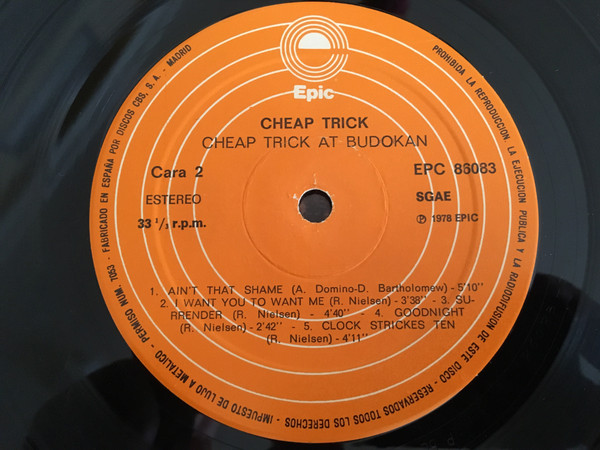 Epic
CHEAP TRICK
CHEAP TRICK AT BUDOKAN
Cara 2
EPC 86083
ESTEREO
SGAE
33 1/3 r.p.m.
℗ 1978 EPIC
1. AIN'T THAT SHAME (A. Domino-D. Bartholomew) - 5'10"
2. I WANT YOU TO WANT ME (R. Nielsen) - 3'38" - 3. SU-
RRENDER (R. Nielsen) - 4'40" - 4. GOODNIGHT
(R. Nielsen) - 2'42" - 5. CLOCK STRICKES TEN
(R. Nielsen) - 4'11"
PROHIBIDA LA REPRODUCCION, LA EJECUCION PUBLICA Y LA RADIODIFUSION DE ESTE DISCO - RESERVADOS TODOS LOS DERECHOS - IMPUESTO DE LUJO A METALICO - PERMISO NUM. 7053 - FABRICADO EN ESPAÑA POR DISCOS CBS, S. A. - MADRID